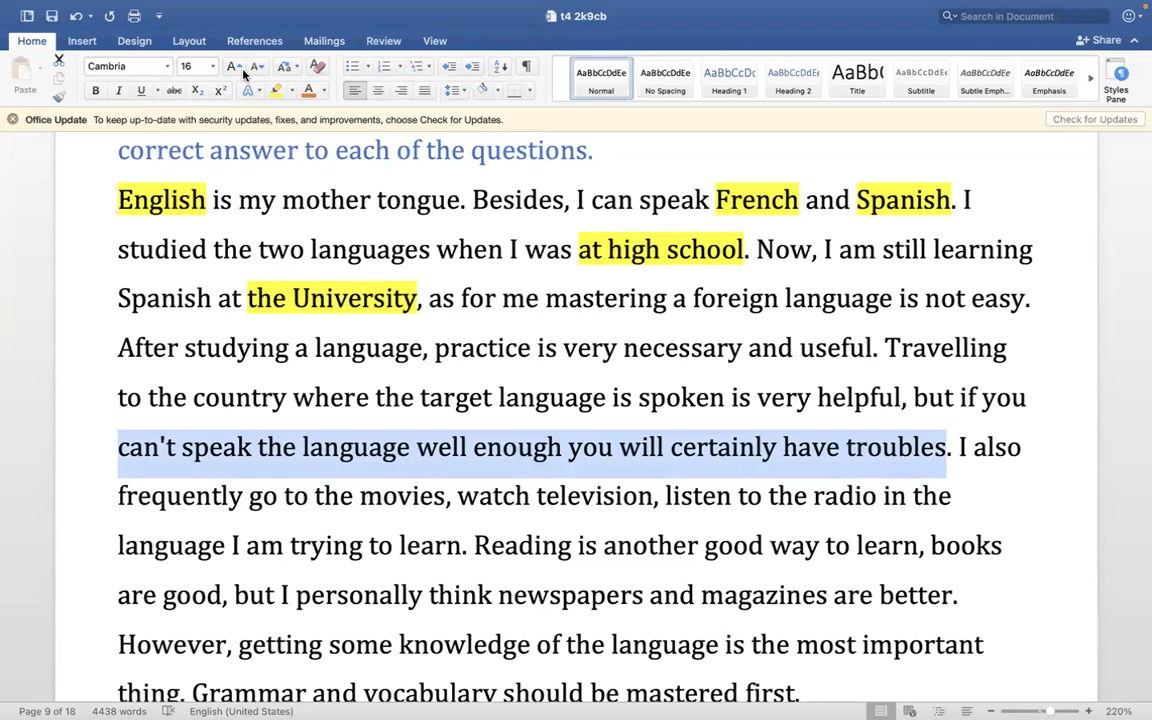 t4 2k9cb
Search in Document
Home Insert Design Layout References Mailings Review View
Share
Paste
Cambria 16
B I U abc X2 X2 A A
AaBbCcDdEe AaBbCcDdEe AaBbCcDc AaBbCcDdEe AaBb( AaBbCcDdEe AaBbCcDdEe AaBbCcDdEe
Normal No Spacing Heading 1 Heading 2 Title Subtitle Subtle Emph... Emphasis
Styles
Pane
Office Update To keep up-to-date with security updates, fixes, and improvements, choose Check for Updates.
Check for Updates
correct answer to each of the questions.
English is my mother tongue. Besides, I can speak French and Spanish. I
studied the two languages when I was at high school. Now, I am still learning
Spanish at the University, as for me mastering a foreign language is not easy.
After studying a language, practice is very necessary and useful. Travelling
to the country where the target language is spoken is very helpful, but if you
can't speak the language well enough you will certainly have troubles. I also
frequently go to the movies, watch television, listen to the radio in the
language I am trying to learn. Reading is another good way to learn, books
are good, but I personally think newspapers and magazines are better.
However, getting some knowledge of the language is the most important
thing. Grammar and vocabulary should be mastered first.
Page 9 of 18 4438 words English (United States)
220%